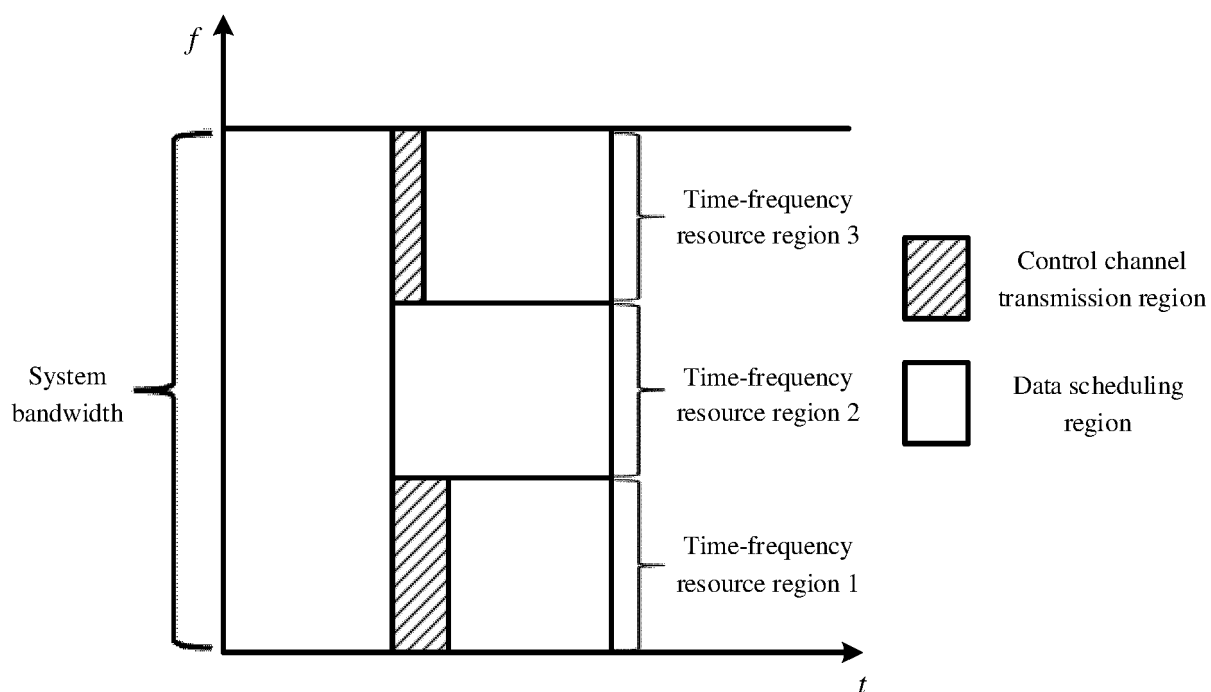 f
Time-frequency
resource region 3
Control channel
transmission region
System
bandwidth
Time-frequency
resource region 2
Data scheduling
region
Time-frequency
resource region 1
t